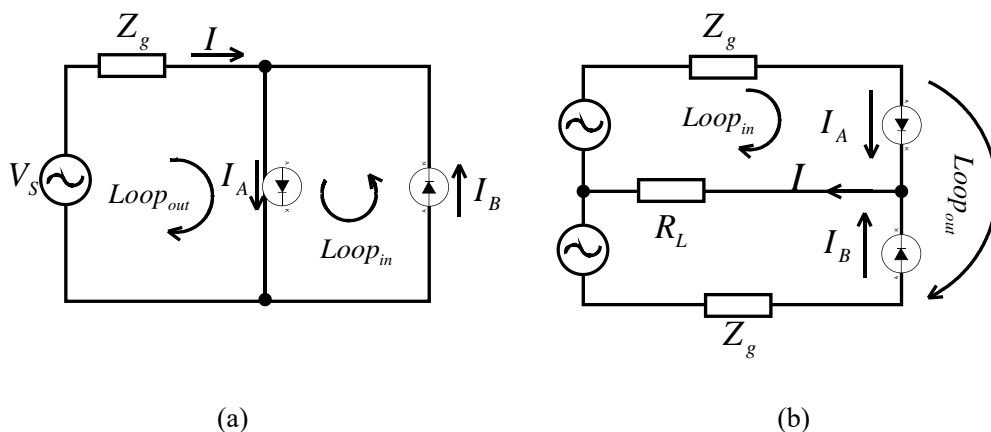 Z_g
I
V_S
Loop_out
I_A
Loop_in
I_B
(a)
Z_g
Loop_in
I_A
Loop_out
I
R_L
I_B
Z_g
(b)